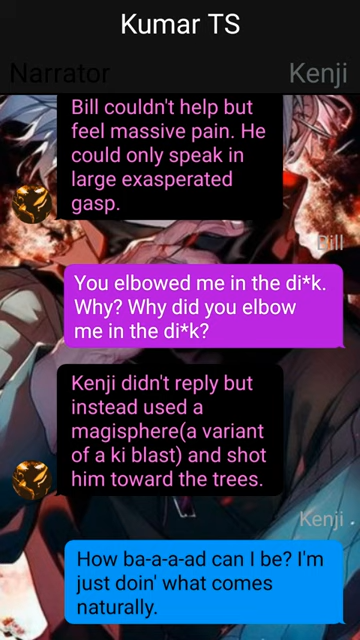 Kumar TS
Narrator
Kenji
Bill couldn't help but
feel massive pain. He
could only speak in
large exasperated
gasp.
Bill
You elbowed me in the di*k.
Why? Why did you elbow
me in the di*k?
Kenji didn't reply but
instead used a
magisphere(a variant
of a ki blast) and shot
him toward the trees.
Kenji
How ba-a-a-ad can I be? I'm
just doin' what comes
naturally.